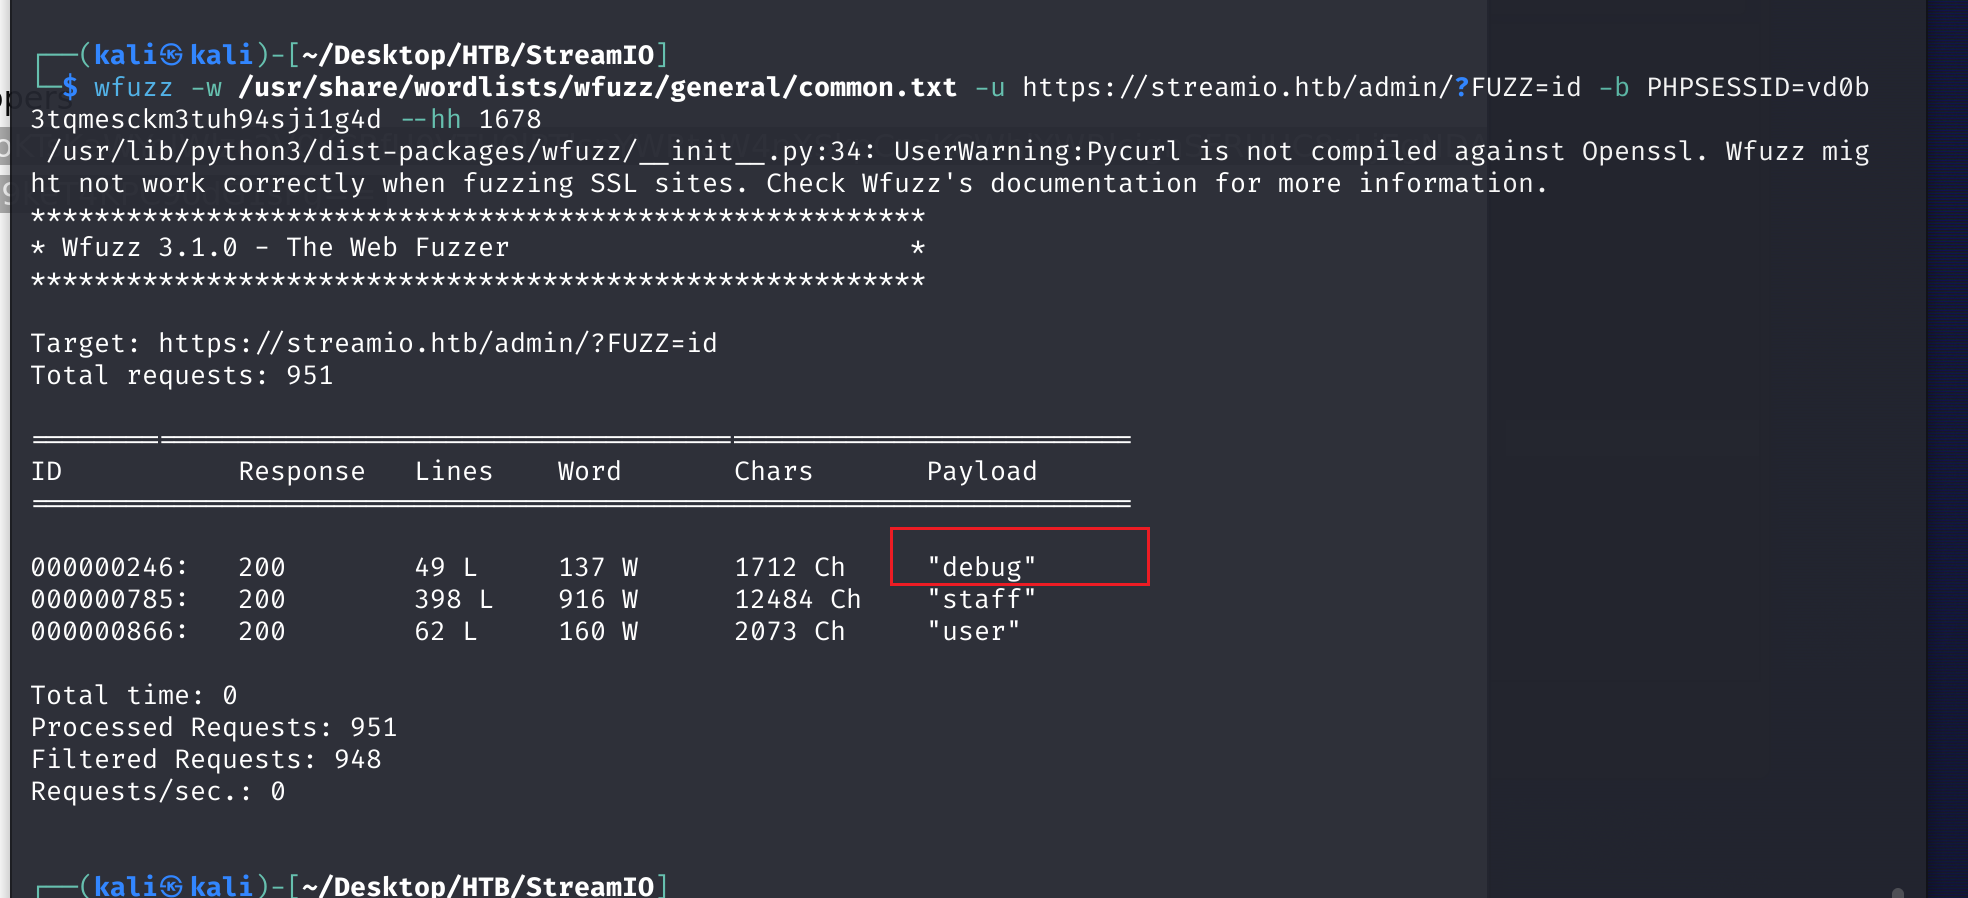 ┌──(kali㉿kali)-[~/Desktop/HTB/StreamIO]
└─$ wfuzz -w /usr/share/wordlists/wfuzz/general/common.txt -u https://streamio.htb/admin/?FUZZ=id -b PHPSESSID=vd0b
3tqmesckm3tuh94sji1g4d --hh 1678
/usr/lib/python3/dist-packages/wfuzz/__init__.py:34: UserWarning:Pycurl is not compiled against Openssl. Wfuzz mig
ht not work correctly when fuzzing SSL sites. Check Wfuzz's documentation for more information.
********************************************************
* Wfuzz 3.1.0 - The Web Fuzzer                         *
********************************************************
Target: https://streamio.htb/admin/?FUZZ=id
Total requests: 951
=====================================================================
ID           Response   Lines    Word       Chars       Payload
=====================================================================
000000246:   200        49 L     137 W      1712 Ch     "debug"
000000785:   200        398 L    916 W      12484 Ch    "staff"
000000866:   200        62 L     160 W      2073 Ch     "user"
Total time: 0
Processed Requests: 951
Filtered Requests: 948
Requests/sec.: 0
┌──(kali㉿kali)-[~/Desktop/HTB/StreamIO]